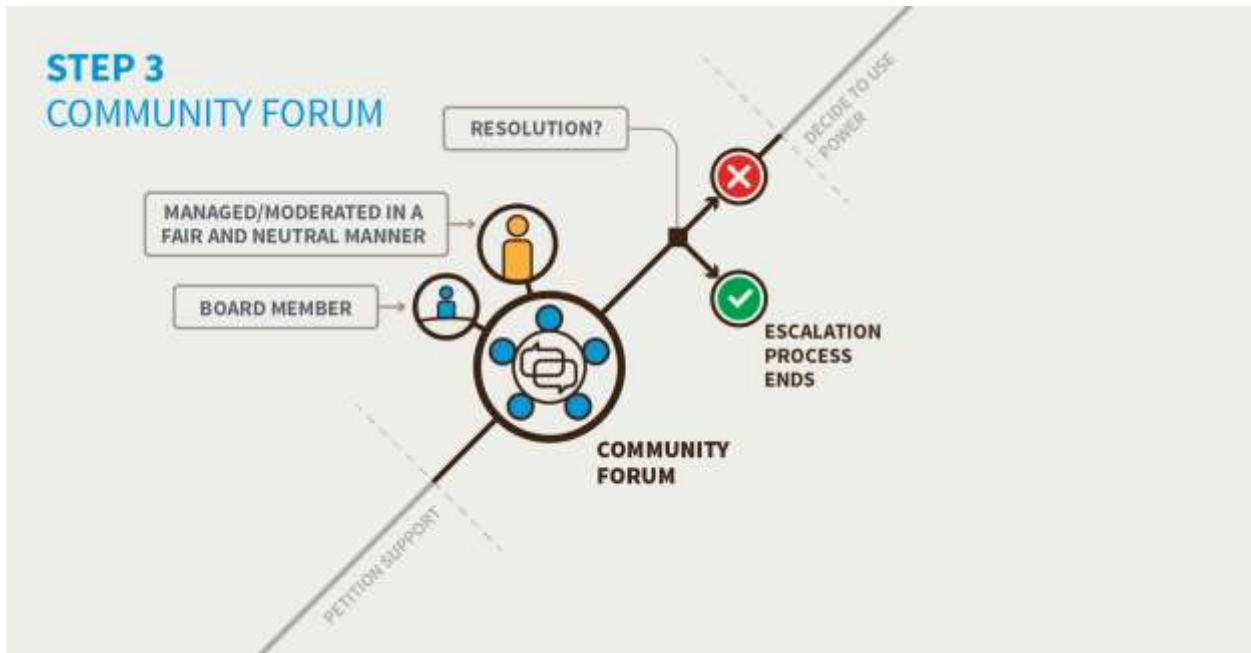 STEP 3
COMMUNITY FORUM
RESOLUTION?
DECIDE TO USE
POWER
MANAGED/MODERATED IN A
FAIR AND NEUTRAL MANNER
BOARD MEMBER
ESCALATION
PROCESS
ENDS
COMMUNITY
FORUM
PETITION SUPPORT